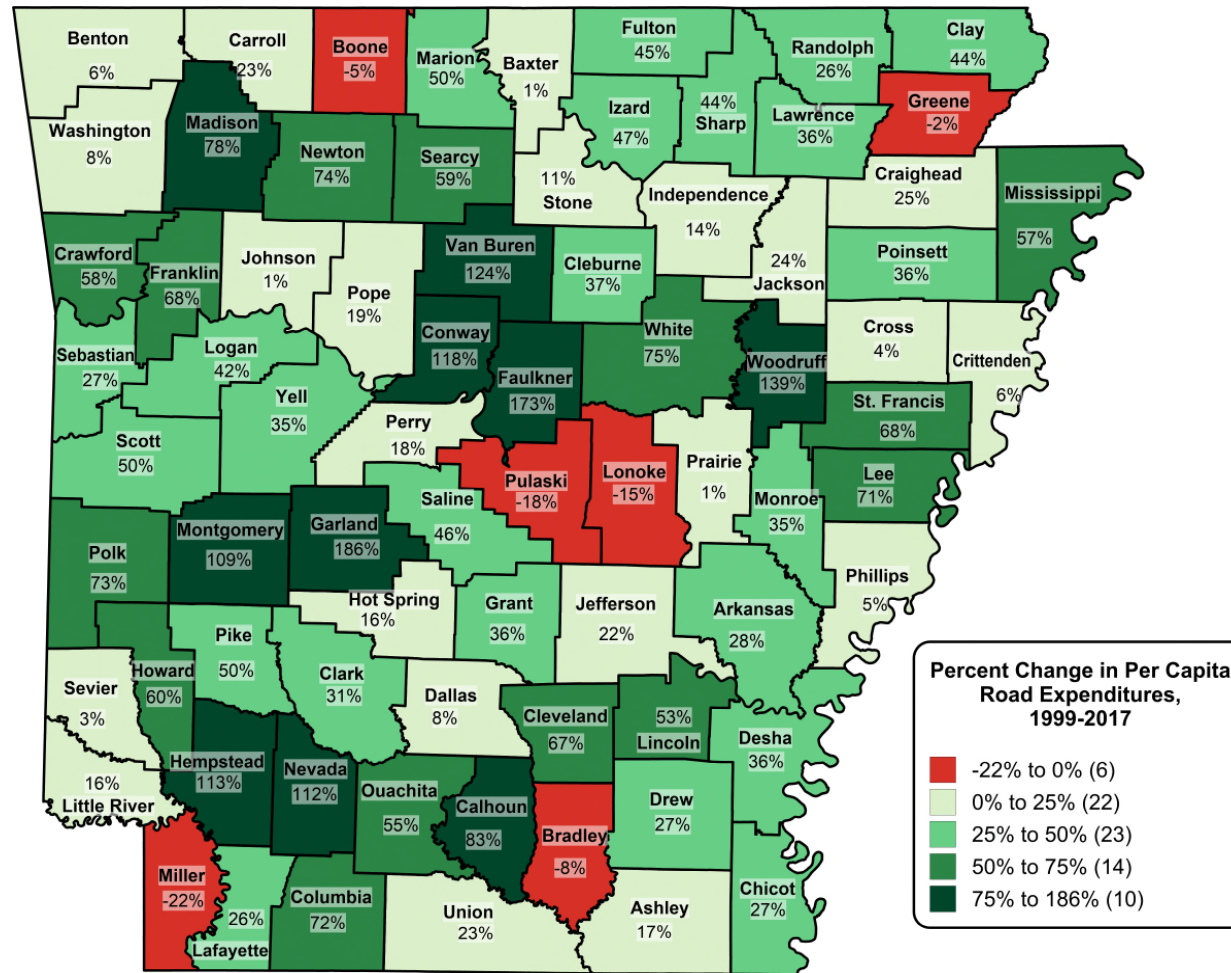 Benton
6%
Carroll
23%
Boone
-5%
Marion
50%
Baxter
1%
Fulton
45%
Randolph
26%
Clay
44%
Washington
8%
Madison
78%
Newton
74%
Searcy
59%
11%
Stone
Izard
47%
44%
Sharp
Lawrence
36%
Greene
-2%
Independence
14%
Craighead
25%
Mississippi
57%
Crawford
58%
Franklin
68%
Johnson
1%
Pope
19%
Van Buren
124%
Cleburne
37%
24%
Jackson
Poinsett
36%
Sebastian
27%
Logan
42%
Yell
35%
Conway
118%
Faulkner
173%
White
75%
Woodruff
139%
Cross
4%
Crittenden
6%
Scott
50%
Perry
18%
Pulaski
-18%
Lonoke
-15%
Prairie
1%
St. Francis
68%
Lee
71%
Monroe
35%
Polk
73%
Montgomery
109%
Garland
186%
Saline
46%
Hot Spring
16%
Grant
36%
Jefferson
22%
Arkansas
28%
Phillips
5%
Sevier
3%
Howard
60%
Pike
50%
Clark
31%
Dallas
8%
Cleveland
67%
53%
Lincoln
Desha
36%
16%
Little River
Hempstead
113%
Nevada
112%
Ouachita
55%
Calhoun
83%
Bradley
-8%
Drew
27%
Miller
-22%
26%
Lafayette
Columbia
72%
Union
23%
Ashley
17%
Chicot
27%
Percent Change in Per Capita
Road Expenditures,
1999-2017
-22% to 0% (6)
0% to 25% (22)
25% to 50% (23)
50% to 75% (14)
75% to 186% (10)